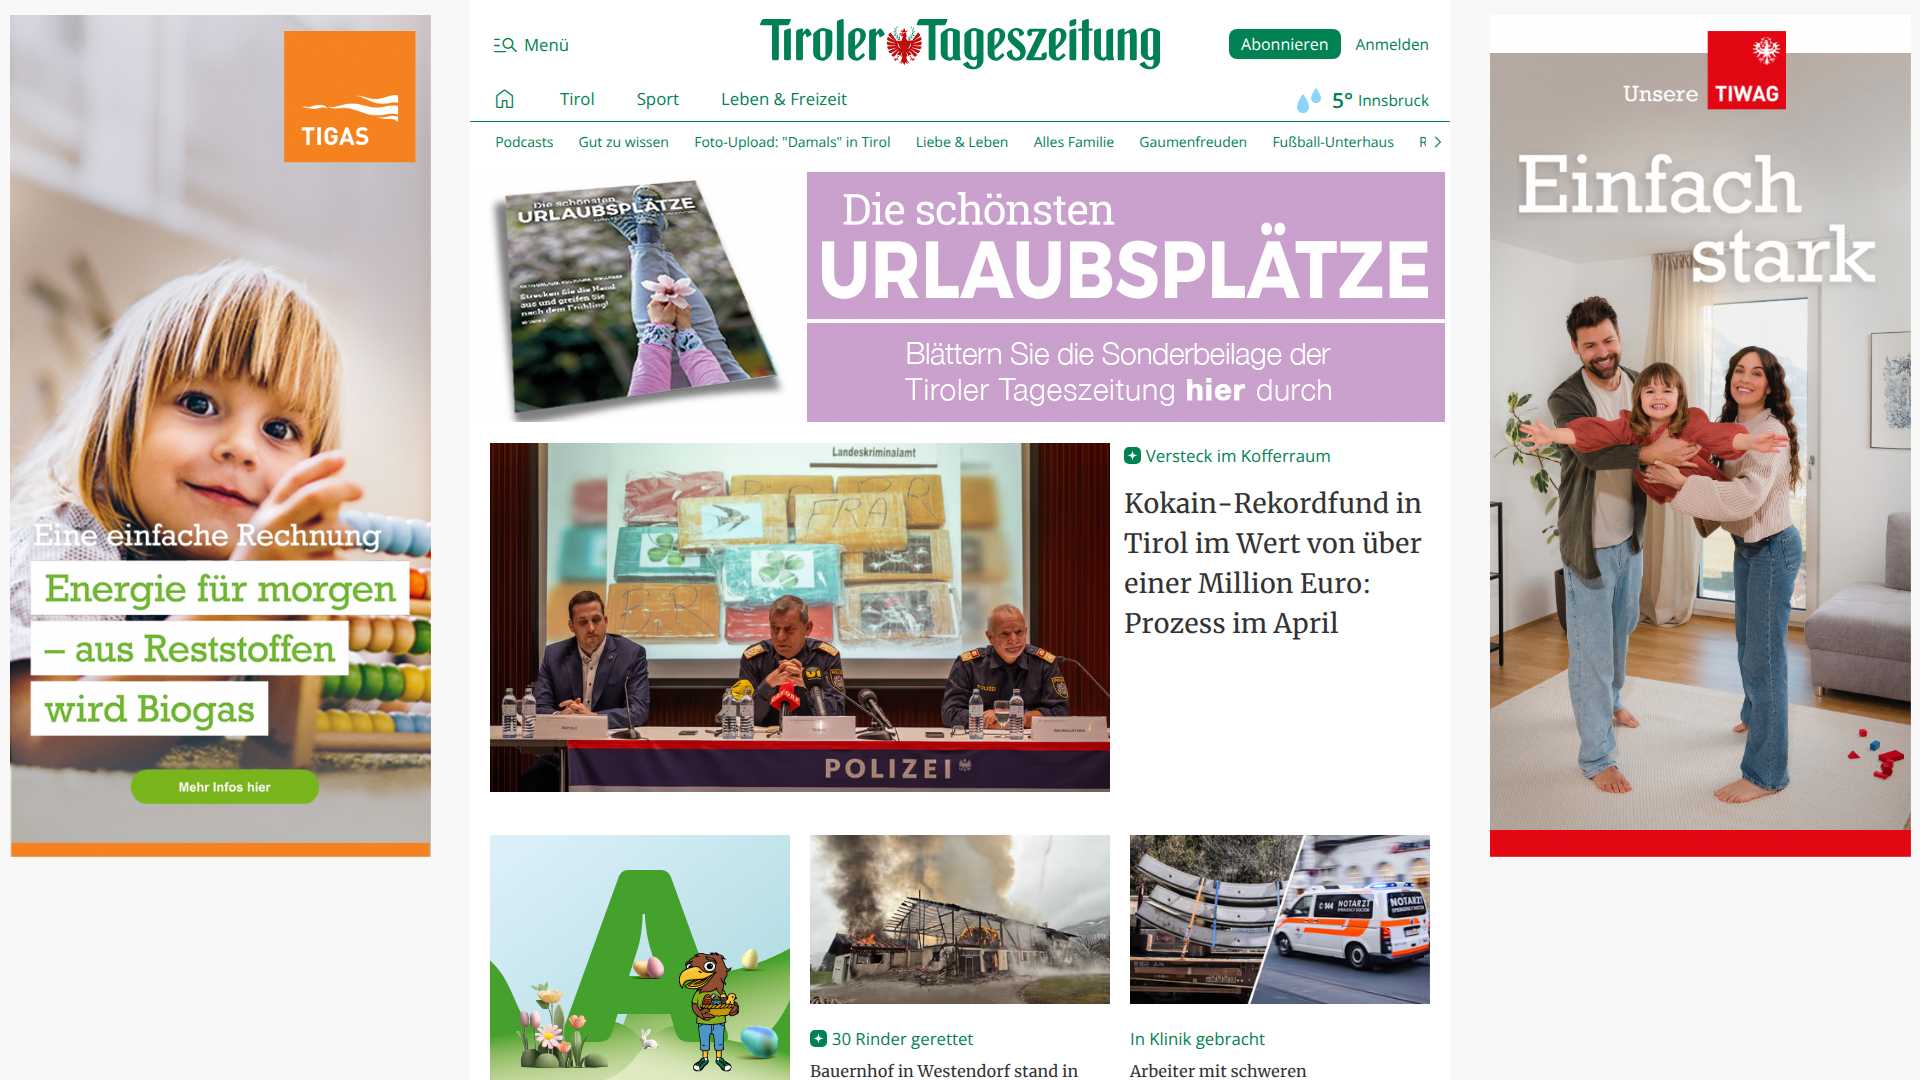 TIGAS
Eine einfache Rechnung
Energie für morgen
– aus Reststoffen
wird Biogas
Mehr Infos hier
Menü
Tiroler Tageszeitung
Abonnieren
Anmelden
Tirol
Sport
Leben & Freizeit
5° Innsbruck
Podcasts
Gut zu wissen
Foto-Upload: "Damals" in Tirol
Liebe & Leben
Alles Familie
Gaumenfreuden
Fußball-Unterhaus
Die schönsten
URLAUBSPLÄTZE
Strecken Sie die Hand
aus und greifen Sie
nach dem Frühling!
Die schönsten
URLAUBSPLÄTZE
Blättern Sie die Sonderbeilage der
Tiroler Tageszeitung hier durch
Landeskriminalamt
FRA
POLIZEI
POLIZEI
Versteck im Kofferraum
Kokain-Rekordfund in
Tirol im Wert von über
einer Million Euro:
Prozess im April
A
NOTARZT
NOTARZT
30 Rinder gerettet
Bauernhof in Westendorf stand in
In Klinik gebracht
Arbeiter mit schweren
Unsere TIWAG
Einfach
stark